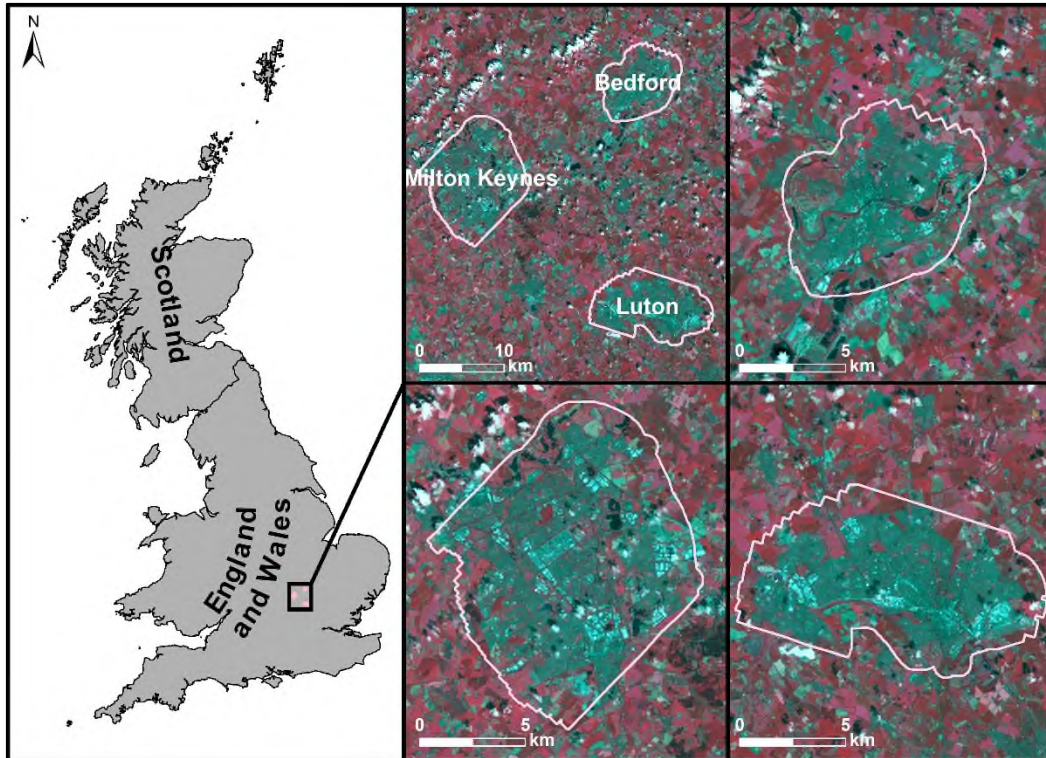 N
Scotland
England
and Wales
Bedford
Milton Keynes
Luton
0 10
km
0 5
km
0 5
km
0 5
km